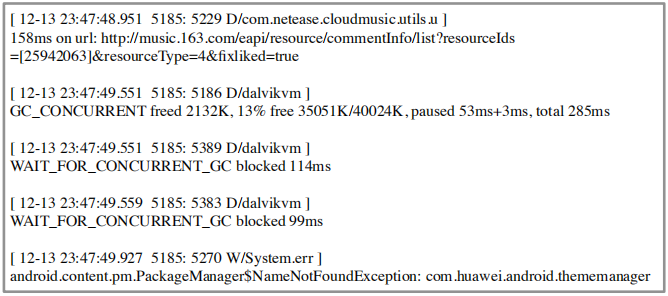 [ 12-13 23:47:48.951 5185: 5229 D/com.netease.cloudmusic.utils.u ]
158ms on url: http://music.163.com/eapi/resource/commentInfo/list?resourceIds
=[25942063]&resourceType=4&fixliked=true
[ 12-13 23:47:49.551 5185: 5186 D/dalvikvm ]
GC_CONCURRENT freed 2132K, 13% free 35051K/40024K, paused 53ms+3ms, total 285ms
[ 12-13 23:47:49.551 5185: 5389 D/dalvikvm ]
WAIT_FOR_CONCURRENT_GC blocked 114ms
[ 12-13 23:47:49.559 5185: 5383 D/dalvikvm ]
WAIT_FOR_CONCURRENT_GC blocked 99ms
[ 12-13 23:47:49.927 5185: 5270 W/System.err ]
android.content.pm.PackageManager$NameNotFoundException: com.huawei.android.thememanager